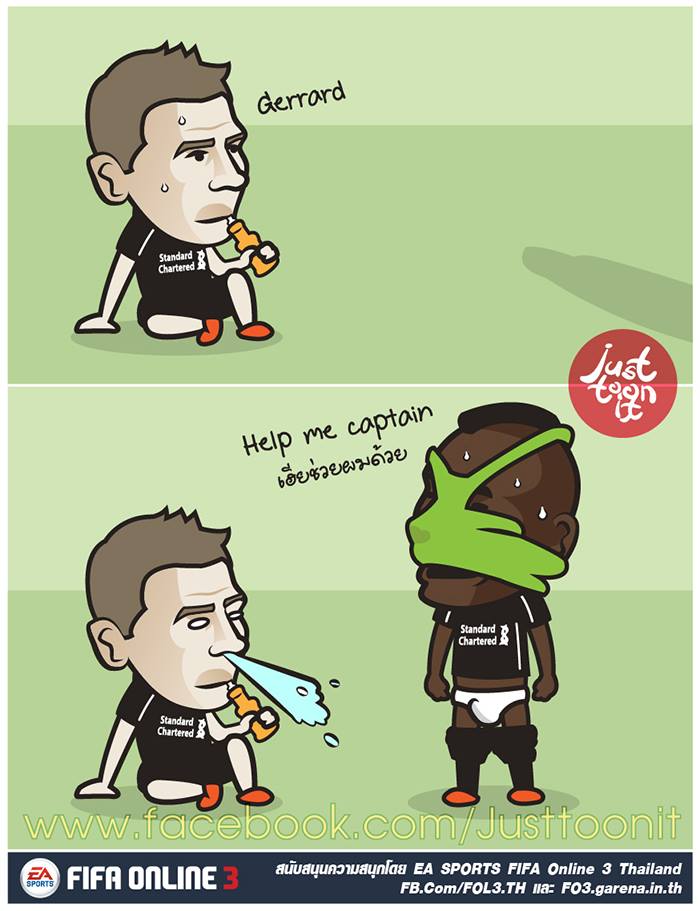 Gerrard
Standard
Chartered
just
toon
it
Help me captain
เฮียช่วยผมด้วย
Standard
Chartered
Standard
Chartered
www.facebook.com/Justtoonit
EA
SPORTS
FIFA ONLINE 3
สนับสนุนความสนุกโดย EA SPORTS FIFA Online 3 Thailand
FB.Com/FOL3.TH และ FO3.garena.in.th